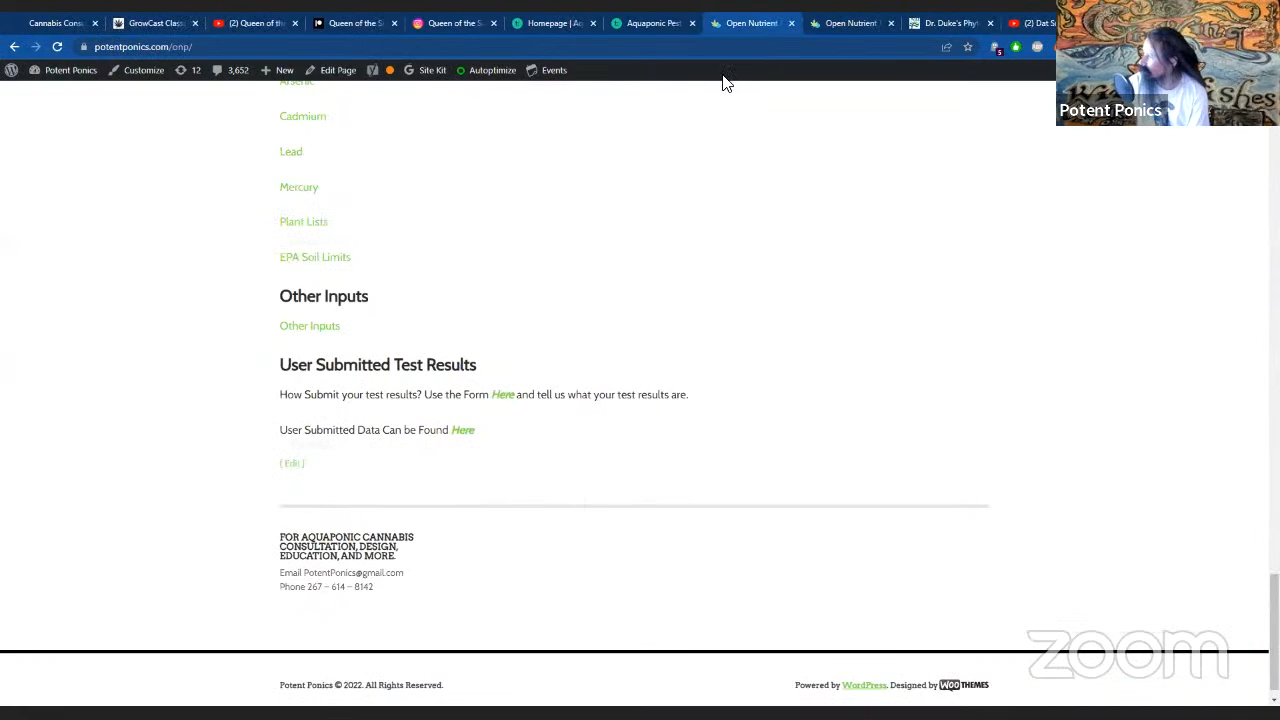 Cannabis Consu
GrowCast Class
(2) Queen of the
Queen of the S
Queen of the
Homepage | Aq
Aquaponic Pest
Open Nutrient
Open Nutrient
Dr. Duke's Phyt
(2) Dat S
potentponics.com/onp/
Potent Ponics
Customize
12
3,652
New
Edit Page
Site Kit
Autoptimize
Events
Potent Ponics
Arsenic
Cadmium
Lead
Mercury
Plant Lists
EPA Soil Limits
Other Inputs
Other Inputs
User Submitted Test Results
How Submit your test results? Use the Form Here and tell us what your test results are.
User Submitted Data Can be Found Here
[ Edit ]
FOR AQUAPONIC CANNABIS
CONSULTATION, DESIGN,
EDUCATION, AND MORE.
Email PotentPonics@gmail.com
Phone 267 – 614 – 8142
zoom
Potent Ponics © 2022. All Rights Reserved.
Powered by WordPress. Designed by WOOTHEMES